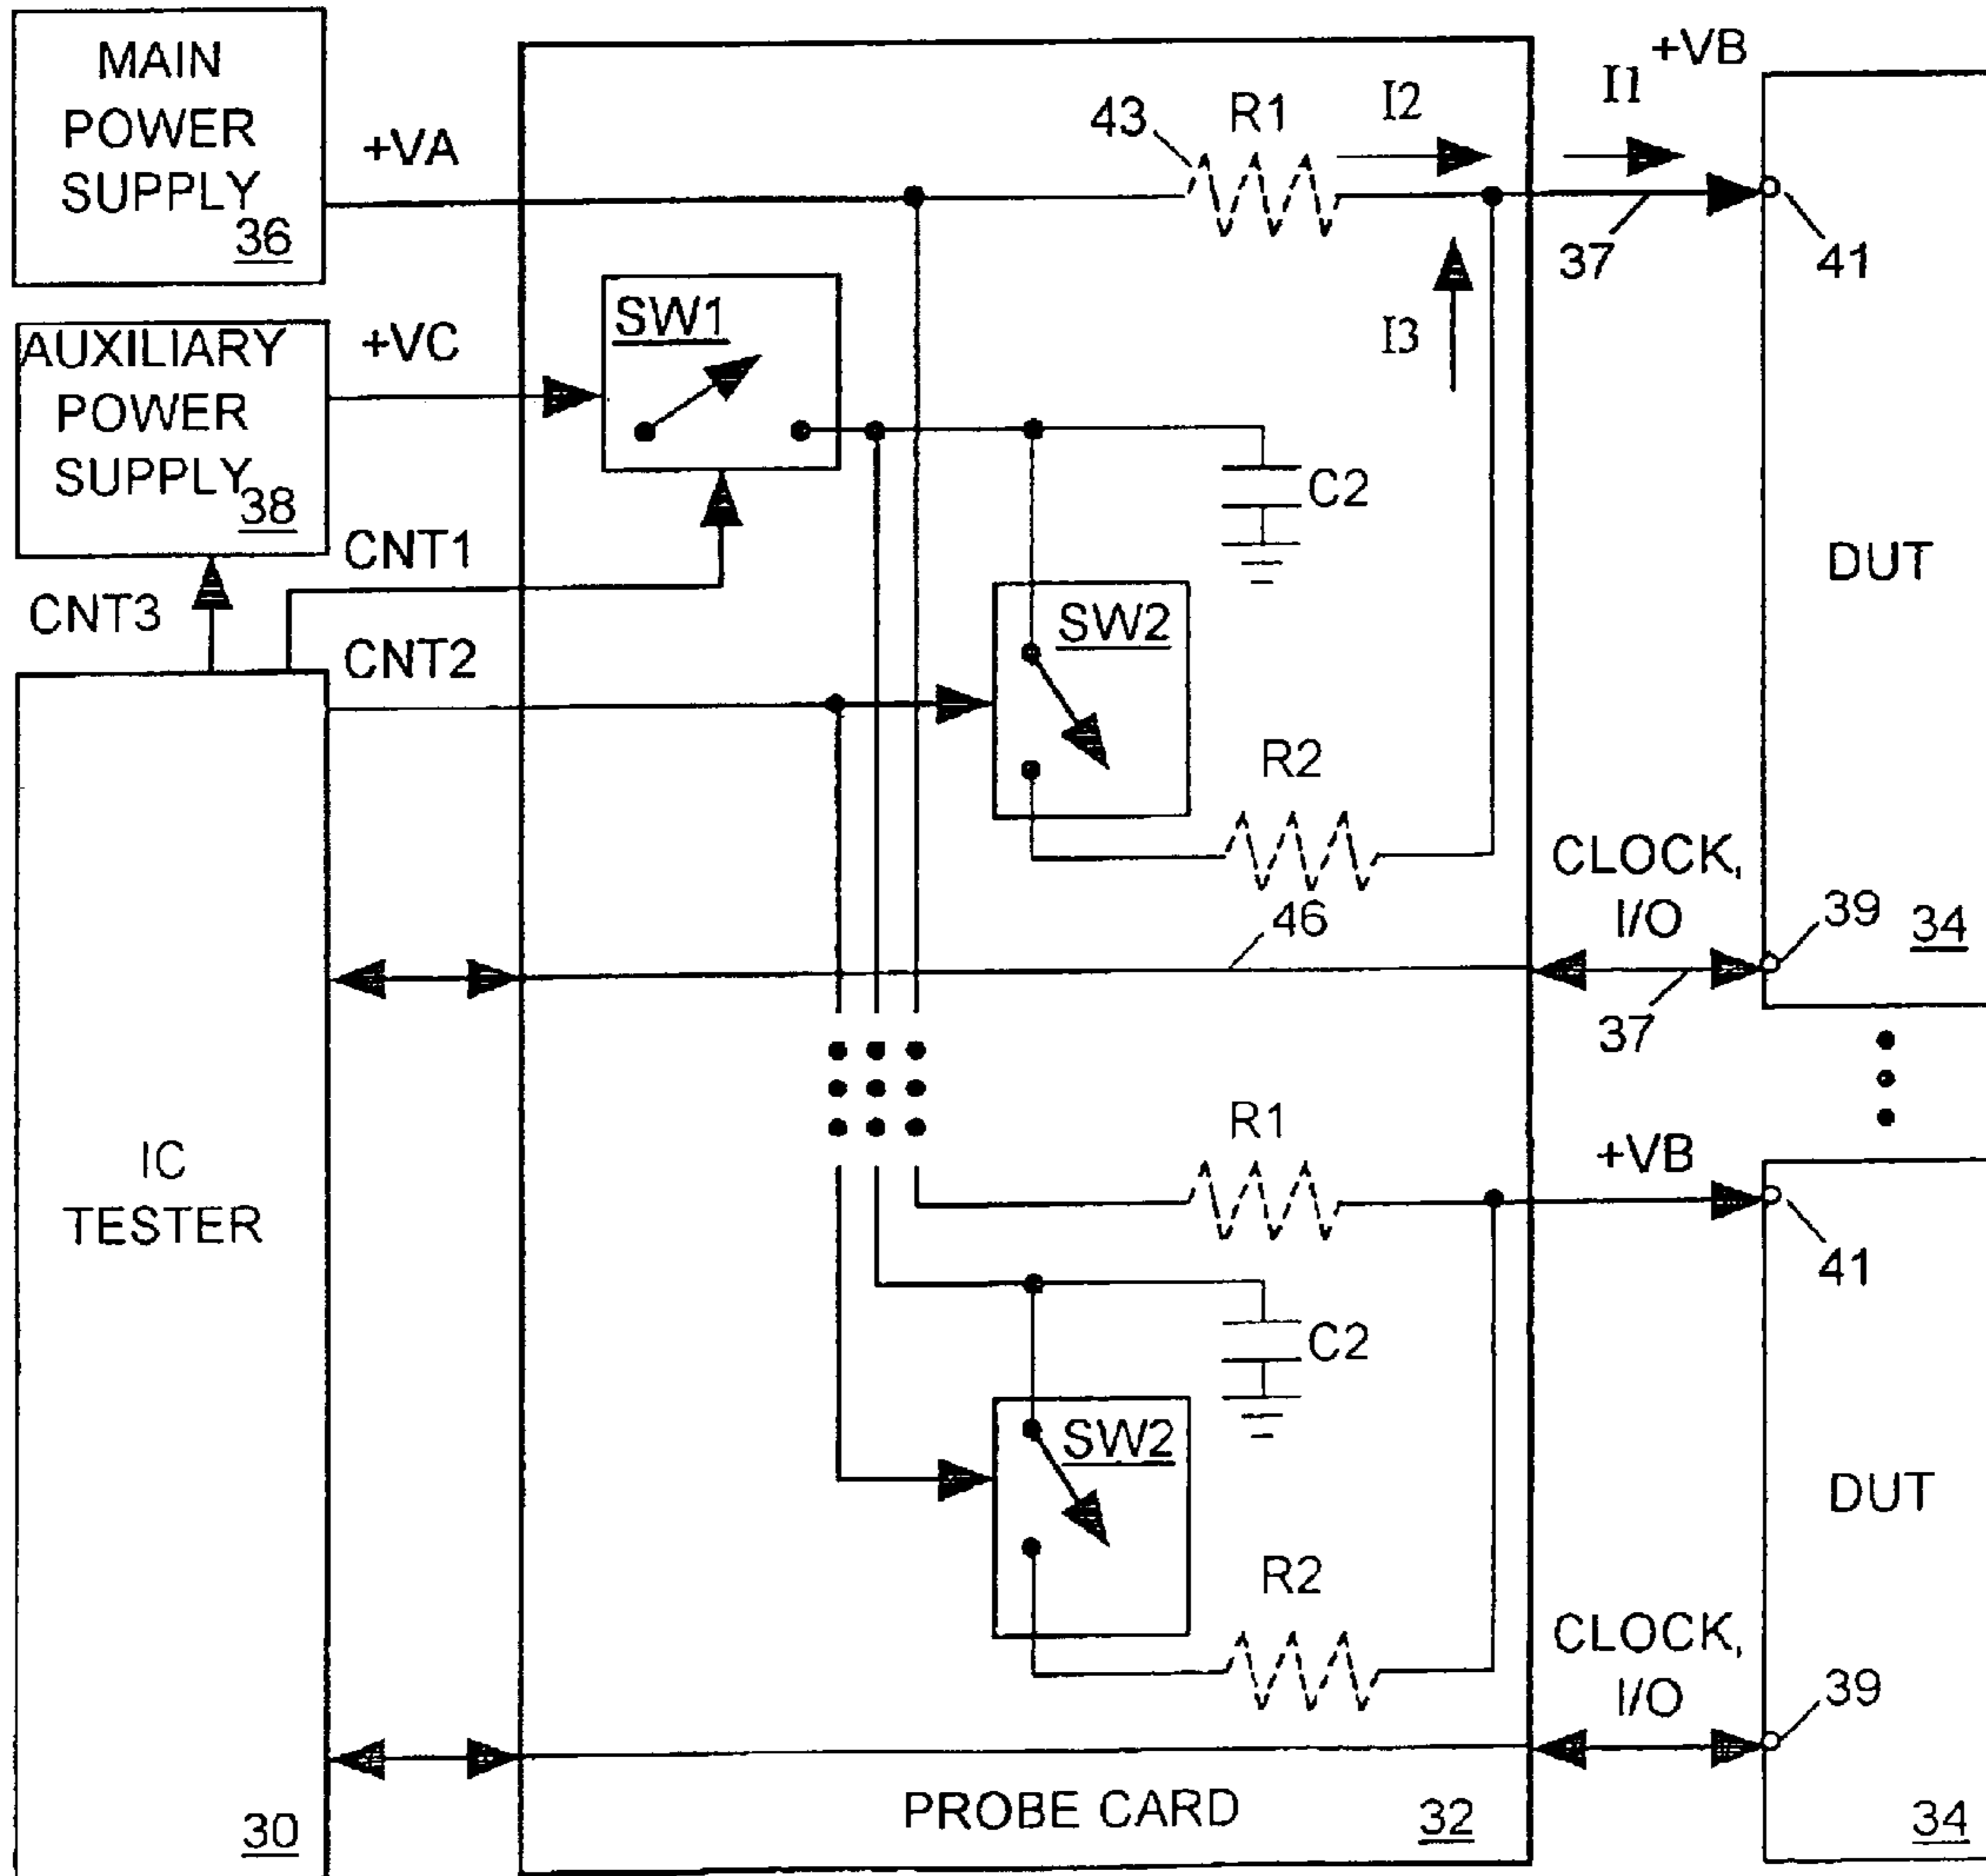 MAIN
POWER
SUPPLY
36
+VA
43
R1
I2
I1
+VB
37
41
AUXILIARY
POWER
SUPPLY
38
+VC
SW1
I3
C2
DUT
CNT3
CNT1
CNT2
SW2
R2
CLOCK,
I/O
46
39
34
37
IC
TESTER
R1
+VB
41
C2
SW2
DUT
R2
CLOCK,
I/O
39
30
PROBE CARD
32
34